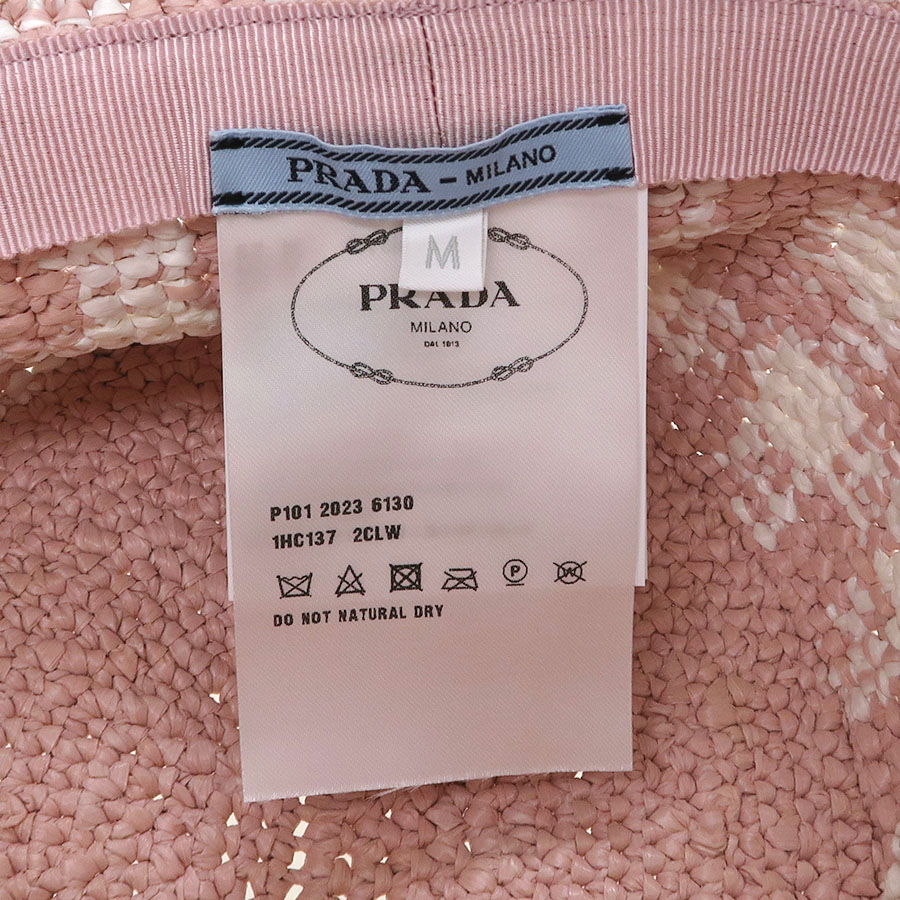 PRADA - MILANO
M
PRADA
MILANO
DAL 1913
P101 2023 6130
1HC137 2CLW
P
W
DO NOT NATURAL DRY